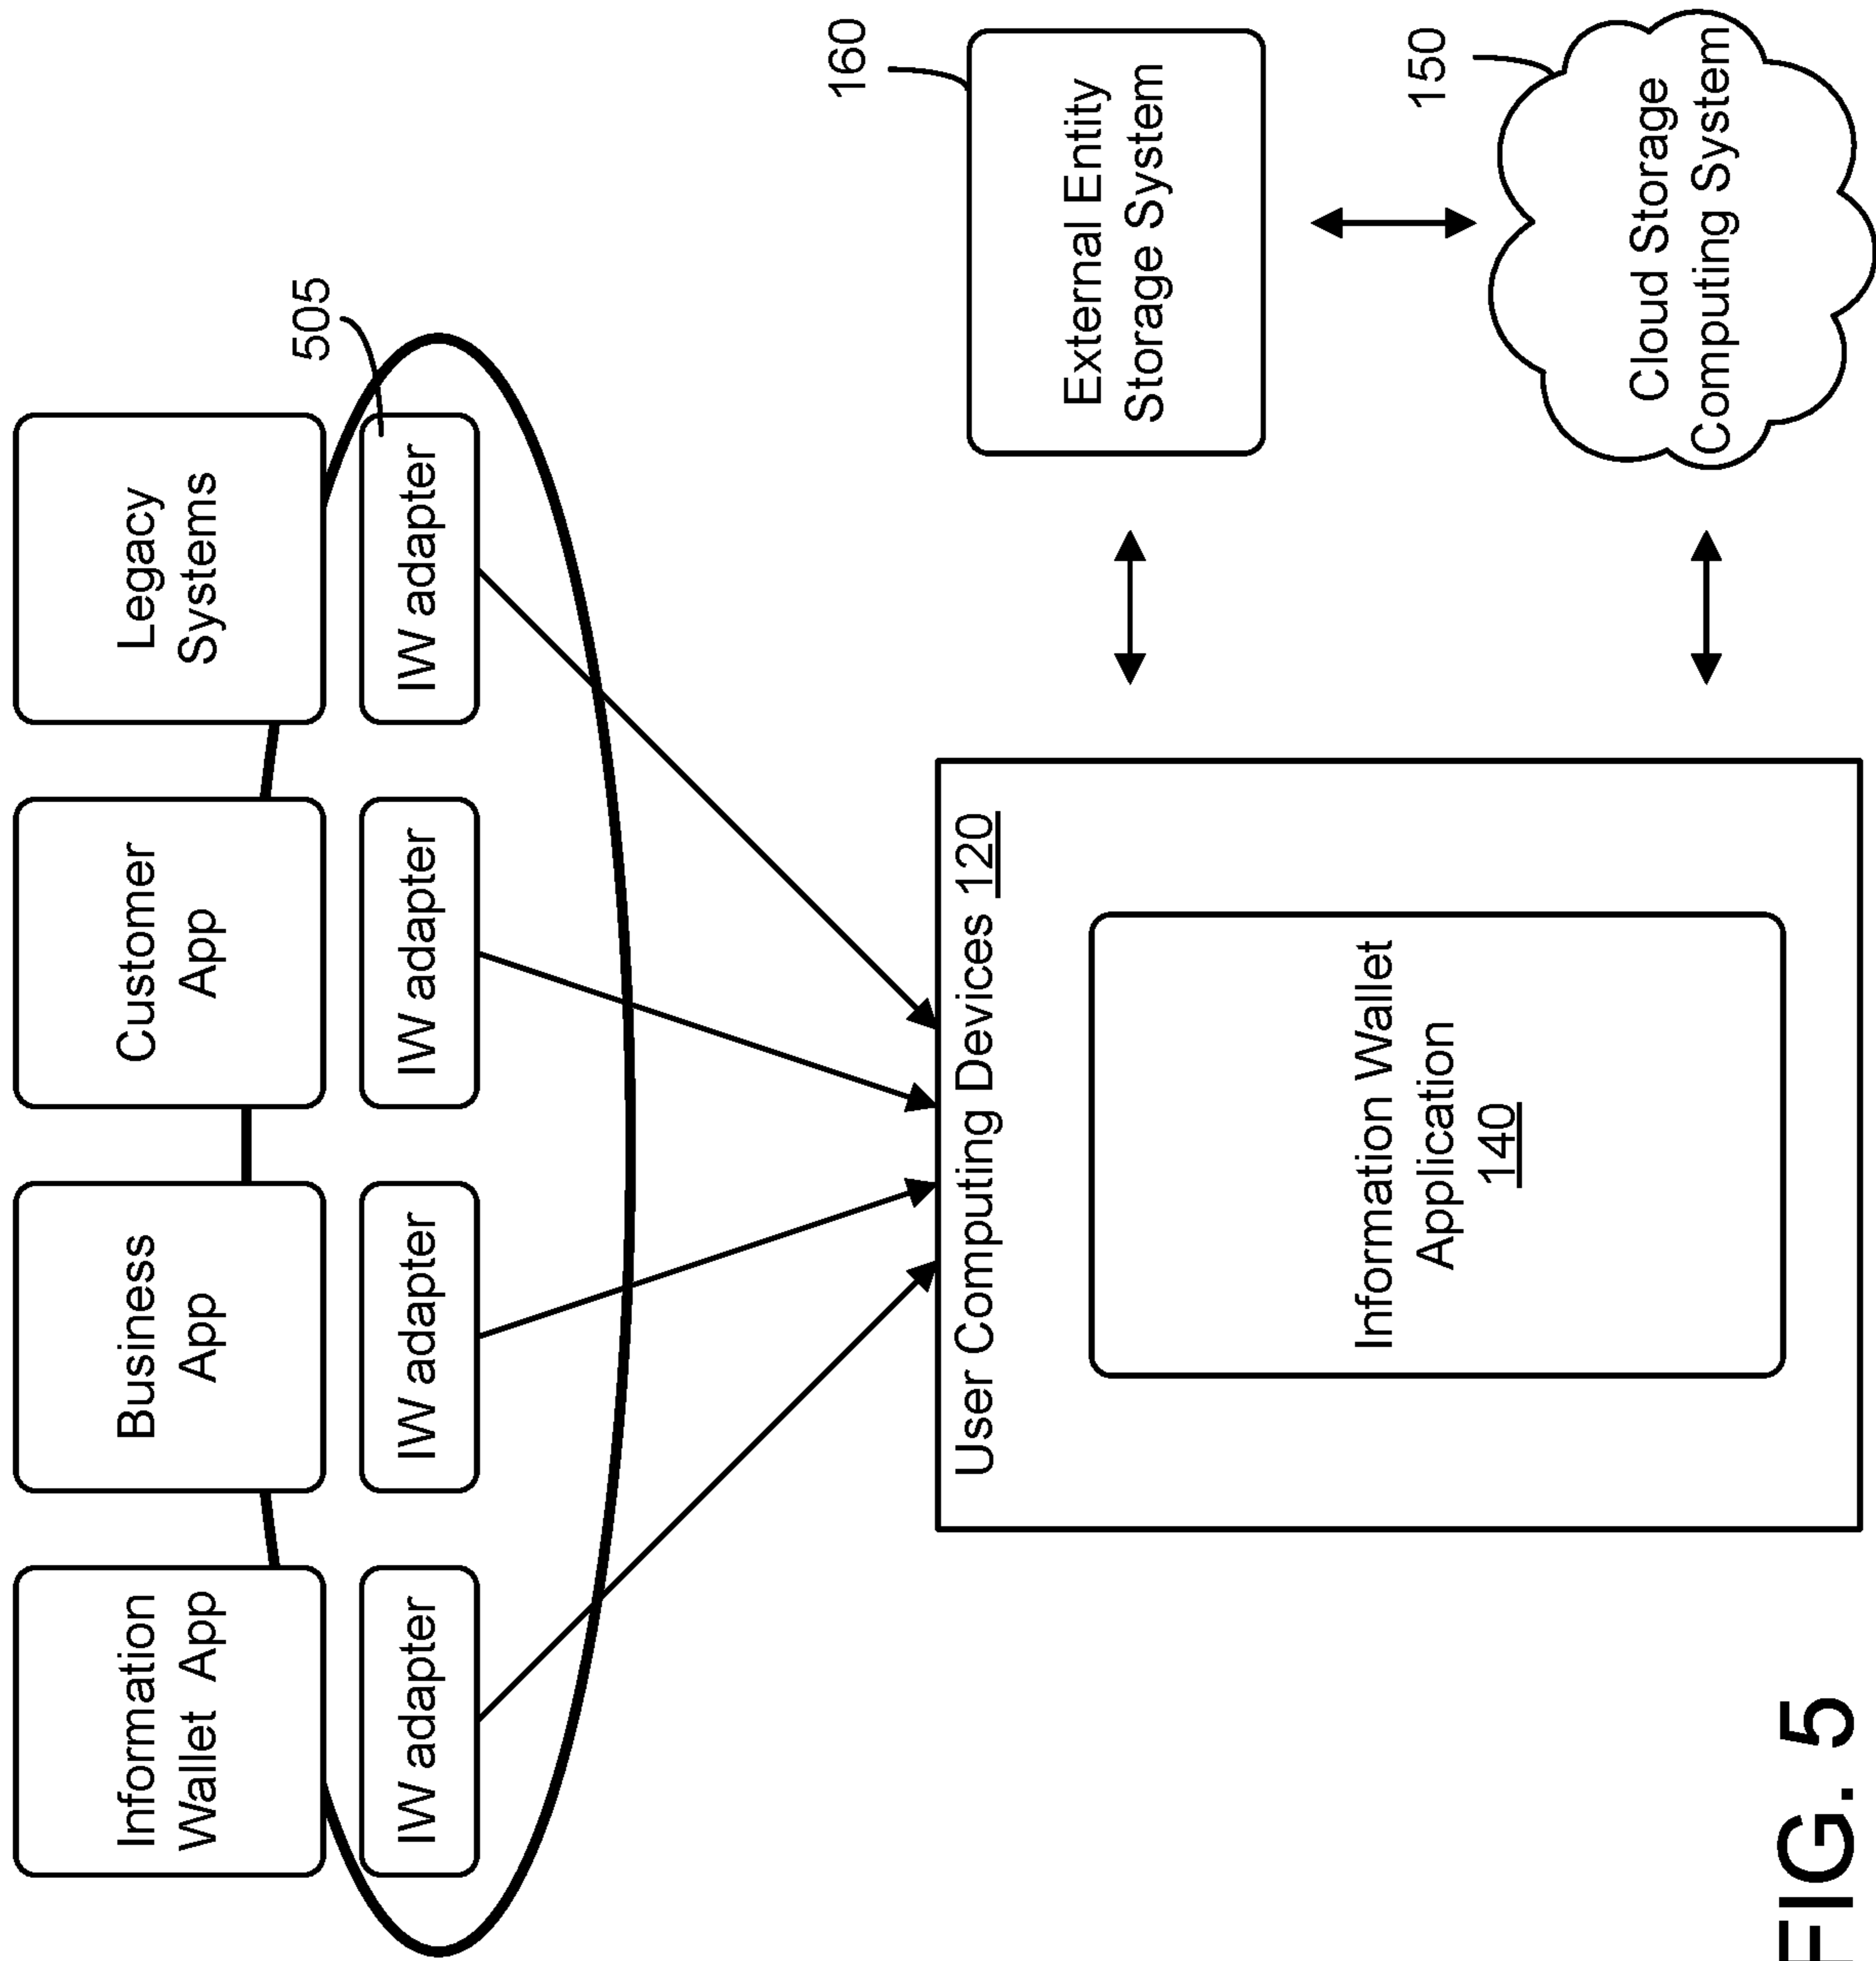 Information
Wallet App
Business
App
Customer
App
Legacy
Systems
IW adapter
IW adapter
IW adapter
IW adapter
505
User Computing Devices 120
Information Wallet
Application
140
160
External Entity
Storage System
150
Cloud Storage
Computing System
FIG. 5